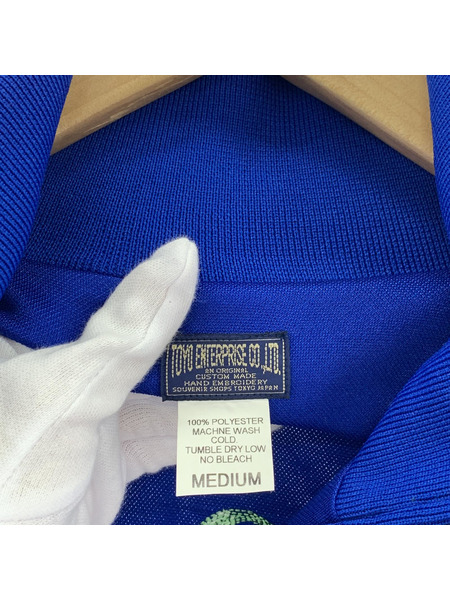 TOYO ENTERPRISE CO.,LTD.
AN ORIGINAL
CUSTOM MADE
HAND EMBROIDERY
SOUVENIR SHOPS TOKYO JAPAN
100% POLYESTER
MACHNE WASH
COLD
TUMBLE DRY LOW
NO BLEACH
MEDIUM